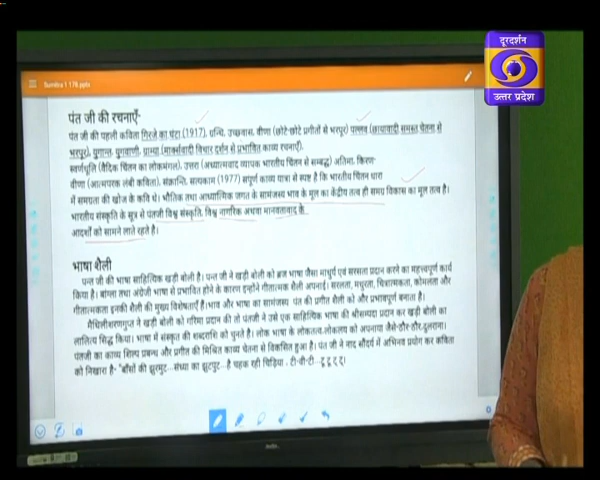 दूरदर्शन
उत्तर प्रदेश
Sumitra 1 178.pptx
पंत जी की रचनाएँ-
पंत जी की पहली कविता गिरजे का घंटा (1917), ग्रन्थि, उच्छवास, वीणा (छोटे-छोटे प्रगीतों से भरपूर) पल्लव (छायावादी समस्त चेतना से
भरपूर), युगान्त, युगवाणी, ग्राम्या (मार्क्सवादी विचार दर्शन से प्रभावित काव्य रचनाएँ).
स्वर्णधूलि (वैदिक चिंतन का लोकमंगल). उत्तरा (अध्यात्मवाद व्यापक भारतीय चिंतन से सम्बद्ध) अतिमा. किरण-
वीणा (आत्मपरक लंबी कविता). संक्रान्ति. सत्यकाम (1977) संपूर्ण काव्य यात्रा से स्पष्ट है कि भारतीय चिंतन धारा
में समग्रता की खोज के कवि थे। भौतिक तथा आध्यात्मिक जगत के सामंजस्य भाव के मूल का केंद्रीय तत्व ही समग्र विकास का मूल तत्व है।
भारतीय संस्कृति के सूत्र से पंतजी विश्व संस्कृति, विश्व नागरिक अथवा मानवतावाद के
आदर्शों को सामने लाते रहते है।
भाषा शैली
पन्त जी की भाषा साहित्यिक खड़ी बोली है। पन्त जी ने खड़ी बोली को ब्रज भाषा जैसा माधुर्य एवं सरसता प्रदान करने का महत्त्वपूर्ण कार्य
किया है। बांग्ला तथा अंग्रेजी भाषा से प्रभावित होने के कारण इन्होंने गीतात्मक शैली अपनाई। सरलता, मधुरता, चित्रात्मकता, कोमलता और
गीतात्मकता इनकी शैली की मुख्य विशेषताएँ हैं।भाव और भाषा का सामंजस्य पंत की प्रगीत शैली को और प्रभावपूर्ण बनाता है।
मैथिलीशरणगुप्त ने खड़ी बोली को गरिमा प्रदान की तो पंतजी ने उसे एक साहित्यिक भाषा की श्रीसम्पदा प्रदान कर खड़ी बोली का
लालित्य सिद्ध किया। भाषा में संस्कृत की शब्दराशि को चुनते है। लोक भाषा के लोकतत्व-लोकलय को अपनाया चुने-ठौर-ठौर-दुलराना।
पंतजी का काव्य शिल्प प्रबन्ध और प्रगीत की मिश्रित काव्य चेतना से विकसित हुआ है। पंत जी ने नाद सौंदर्य में अभिनव प्रयोग कर कविता
को निखारा है- "बाँसों की झुरमुट...संध्या का झुटपुट...है चहक रही चिड़िया . टी-वी-टी...टू टू टू टू।